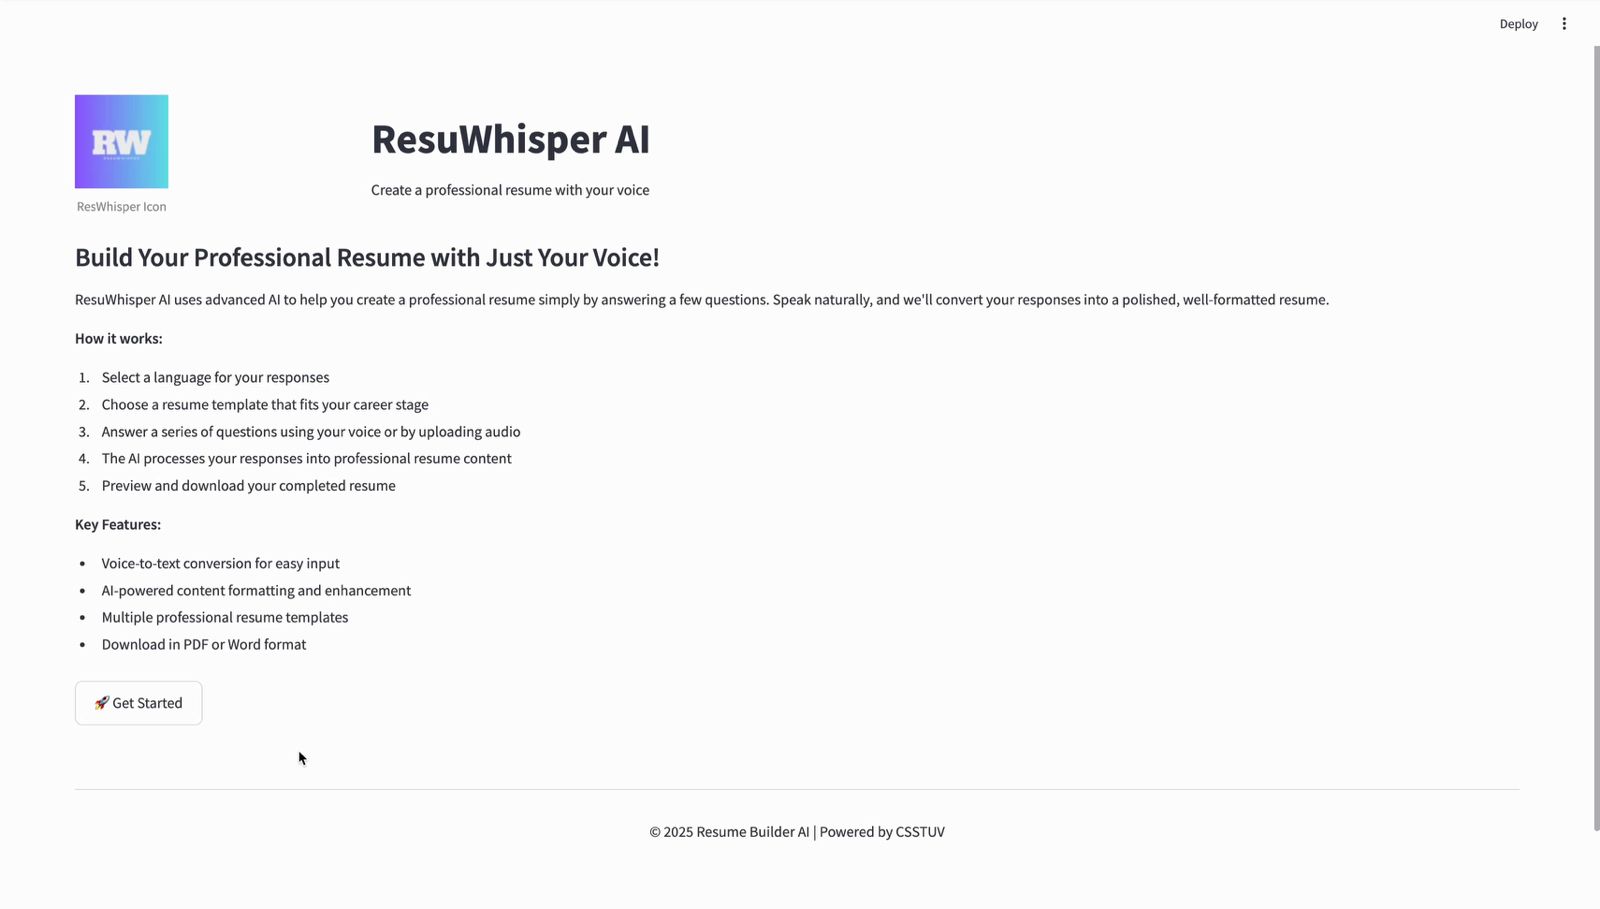 Deploy
RW
ResWhisper Icon
ResuWhisper AI
Create a professional resume with your voice
Build Your Professional Resume with Just Your Voice!
ResuWhisper AI uses advanced AI to help you create a professional resume simply by answering a few questions. Speak naturally, and we'll convert your responses into a polished, well-formatted resume.
How it works:
1. Select a language for your responses
2. Choose a resume template that fits your career stage
3. Answer a series of questions using your voice or by uploading audio
4. The AI processes your responses into professional resume content
5. Preview and download your completed resume
Key Features:
• Voice-to-text conversion for easy input
• AI-powered content formatting and enhancement
• Multiple professional resume templates
• Download in PDF or Word format
🚀 Get Started
© 2025 Resume Builder AI | Powered by CSSTUV